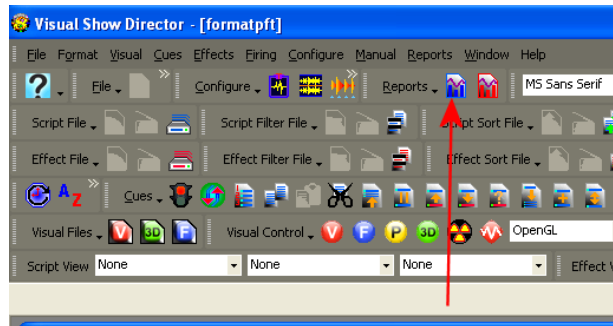 Visual Show Director - [formatpft]
File Format Visual Cues Effects Firing Configure Manual Reports Window Help
? File Configure Reports MS Sans Serif
Script File Script Filter File Script Sort File
Effect File Effect Filter File Effect Sort File
A Z Cues
Visual Files V 3D F Visual Control V F P 3D OpenGL
Script View None None None Effect